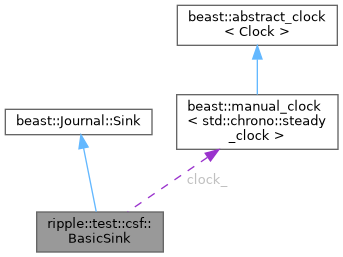 beast::abstract_clock
< Clock >
beast::Journal::Sink
beast::manual_clock
< std::chrono::steady
_clock >
clock_
ripple::test::csf::
BasicSink